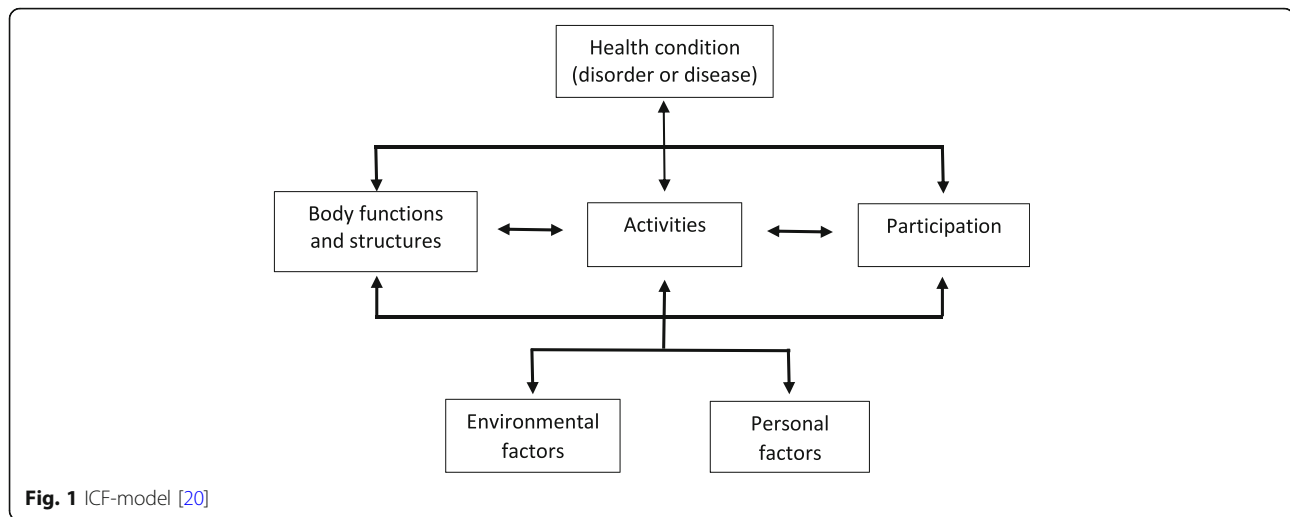 Health condition
(disorder or disease)
Body functions
and structures
Activities
Participation
Environmental
factors
Personal
factors
Fig. 1 ICF-model [20]